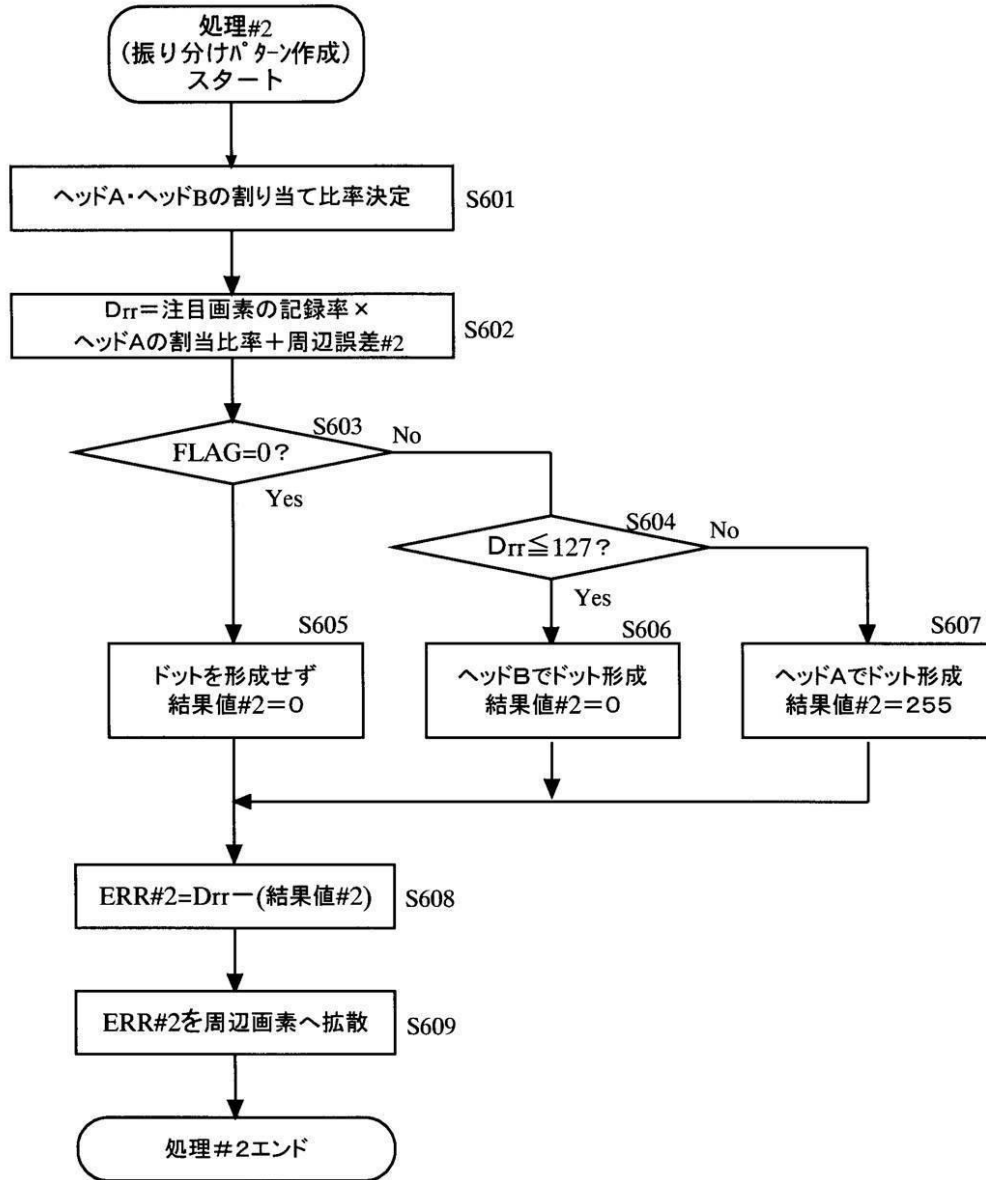 処理#2
(振り分けパターン作成)
スタート
ヘッドA・ヘッドBの割り当て比率決定
S601
Drr＝注目画素の記録率×
ヘッドAの割当比率＋周辺誤差#2
S602
S603
FLAG=0？
No
Yes
S604
Drr≦127？
No
Yes
S605
ドットを形成せず
結果値#2＝0
S606
ヘッドBでドット形成
結果値#2＝0
S607
ヘッドAでドット形成
結果値#2＝255
ERR#2=Drr－(結果値#2)
S608
ERR#2を周辺画素へ拡散
S609
処理＃2エンド